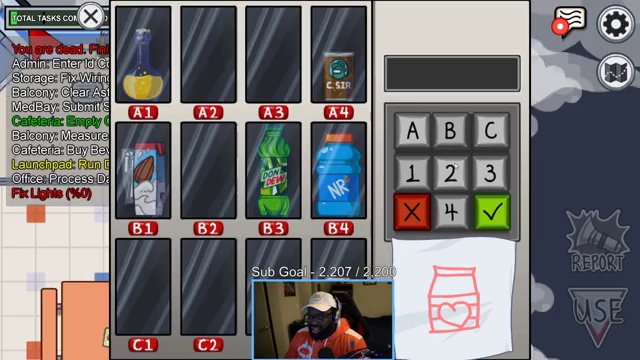 TOTAL TASKS COM
You are dead. Fini
Admin: Enter Id Co
Storage: Fix Wiring
Balcony: Clear Ast
MedBay: Submit S
Cafeteria: Empty G
Balcony: Measure
Cafeteria: Buy Bev
Launchpad: Run D
Office: Process Da
Fix Lights (%0)
C.SIR
A1
A2
A3
A4
DON DEW
NR
B1
B2
B3
B4
C1
C2
A B C
1 2 3
X 4
Sub Goal - 2,207 / 2,200
REPORT
USE